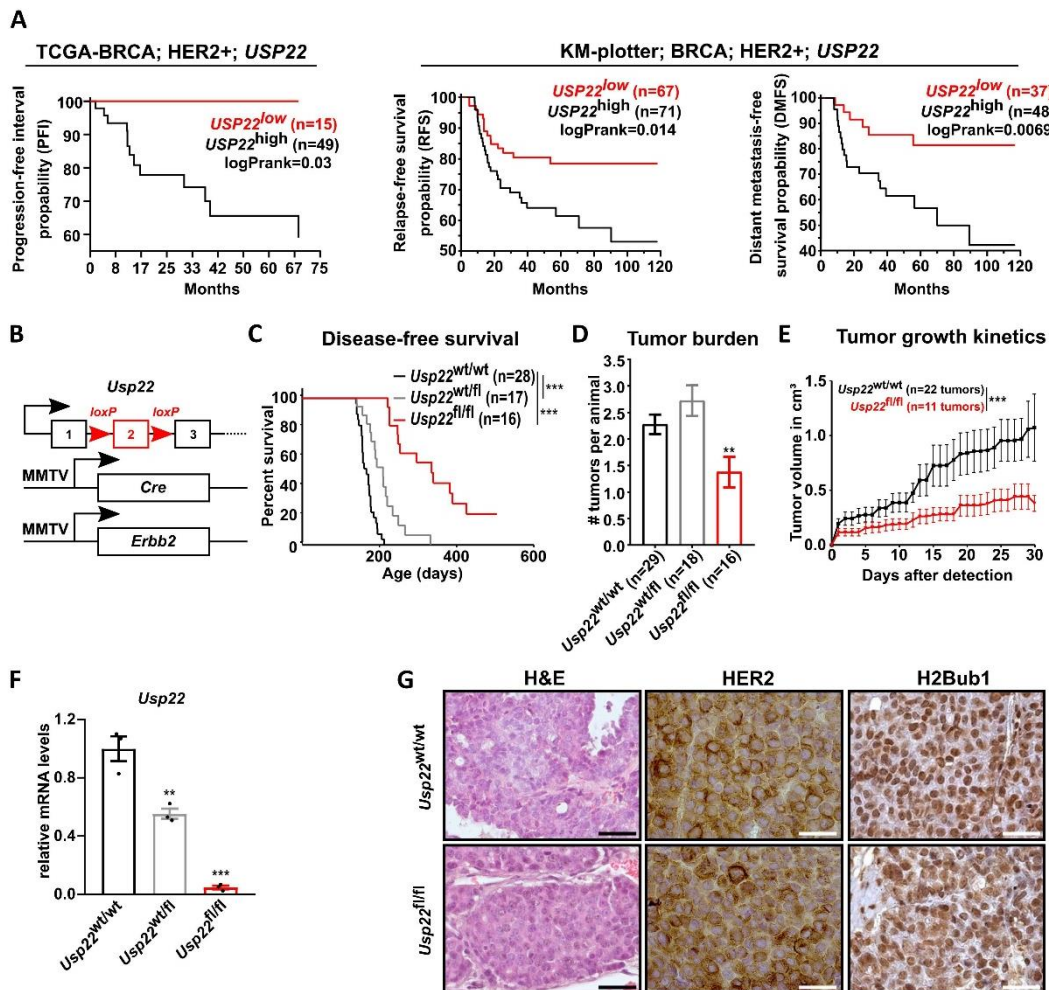 A
TCGA-BRCA; HER2+; USP22
KM-plotter; BRCA; HER2+; USP22
Progression-free interval
propability (PFI)
100
90
80
70
60
0 8 17 25 33 42 50 58 67 75
Months
USP22low (n=15)
USP22high (n=49)
logPrank=0.03
Relapse-free survival
propability (RFS)
100
90
80
70
60
50
0 20 40 60 80 100 120
Months
USP22low (n=67)
USP22high (n=71)
logPrank=0.014
Distant metastasis-free
survival propability (DMFS)
100
90
80
70
60
50
40
0 20 40 60 80 100 120
Months
USP22low (n=37)
USP22high (n=48)
logPrank=0.0069
B
Usp22
loxP loxP
1 2 3
MMTV
Cre
MMTV
Erbb2
C
Disease-free survival
Usp22wt/wt (n=28)
***
Usp22wt/fl (n=17)
***
Usp22fl/fl (n=16)
Percent survival
100
80
60
40
20
0
200 400 600
Age (days)
D
Tumor burden
# tumors per animal
3.5
3.0
2.5
2.0
1.5
1.0
0.5
0.0
**
Usp22wt/wt (n=29)
Usp22wt/fl (n=18)
Usp22fl/fl (n=16)
E
Tumor growth kinetics
Usp22wt/wt (n=22 tumors)
***
Usp22fl/fl (n=11 tumors)
Tumor volume in cm³
1.5
1.0
0.5
0.0
0 5 10 15 20 25 30
Days after detection
F
Usp22
relative mRNA levels
1.2
0.8
0.4
0.0
**
***
Usp22wt/wt
Usp22wt/fl
Usp22fl/fl
G
H&E HER2 H2Bub1
Usp22wt/wt
Usp22fl/fl